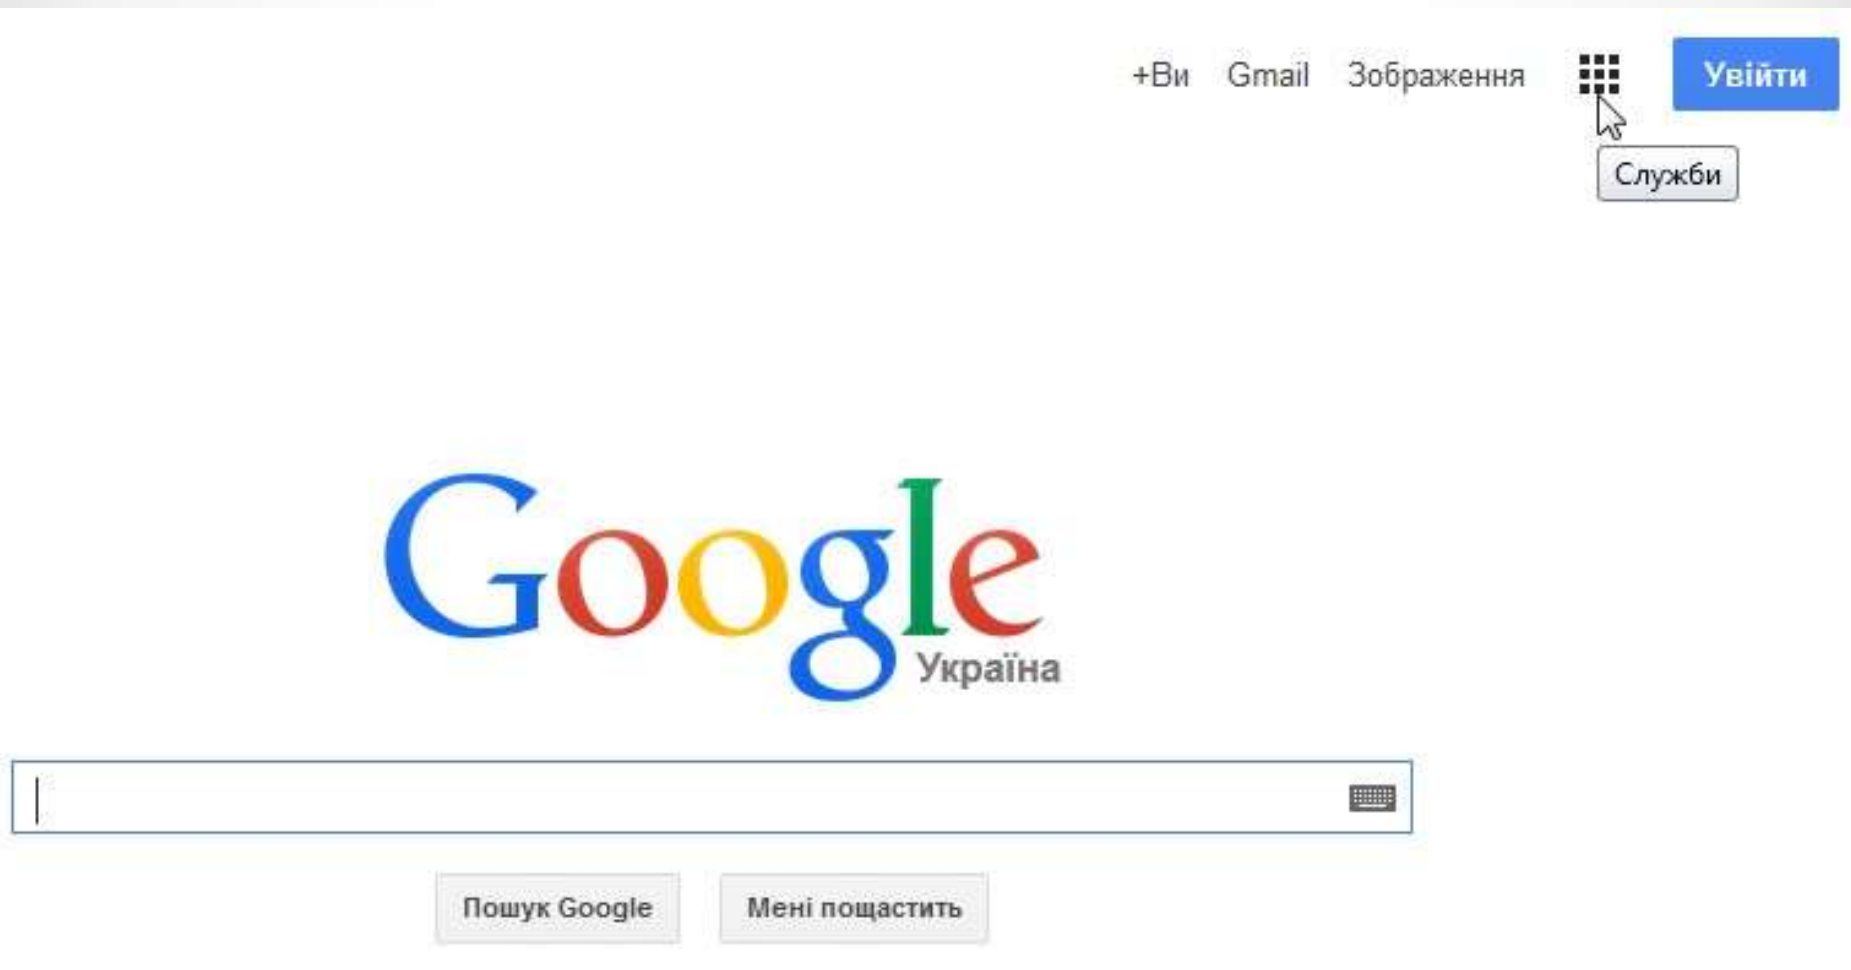 +Ви Gmail Зображення Увійти
Служби
Google
Україна
Пошук Google Мені пощастить